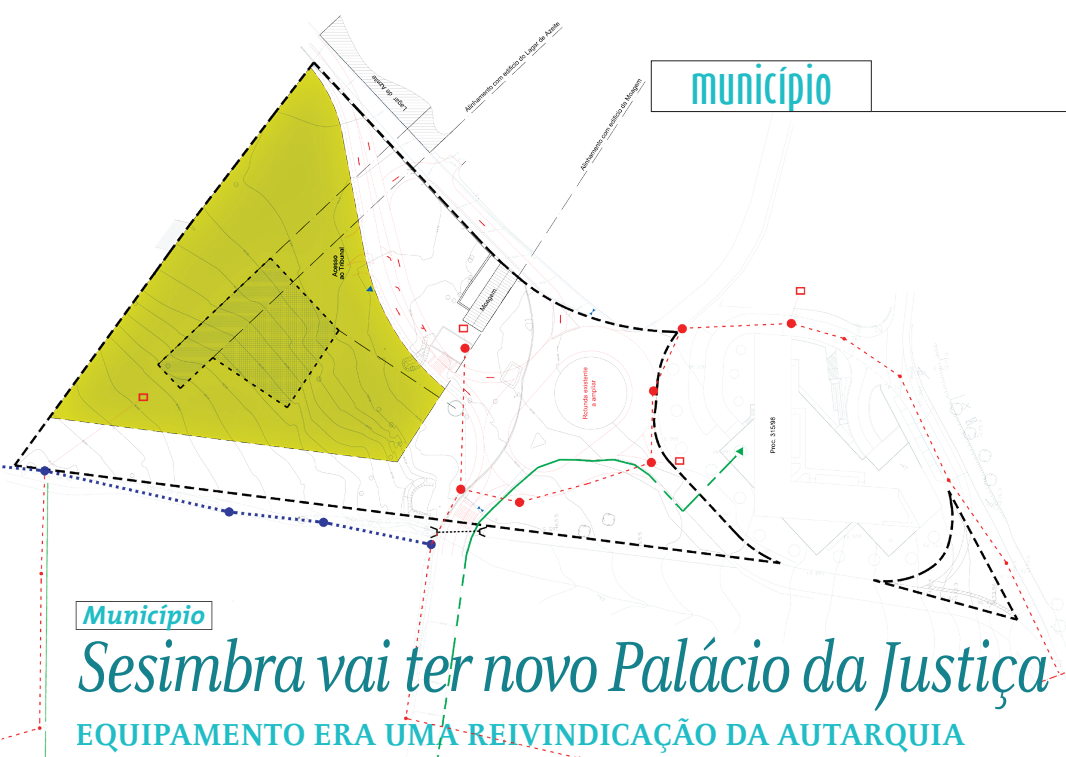 município
Lagar de Azeite
Alinhamento com edifício do Lagar de Azeite
Alinhamento com edifício da Moagem
Acesso
ao Tribunal
Moagem
Rotunda existente
a ampliar
Proc. 315/98
Município
Sesimbra vai ter novo Palácio da Justiça
EQUIPAMENTO ERA UMA REIVINDICAÇÃO DA AUTARQUIA